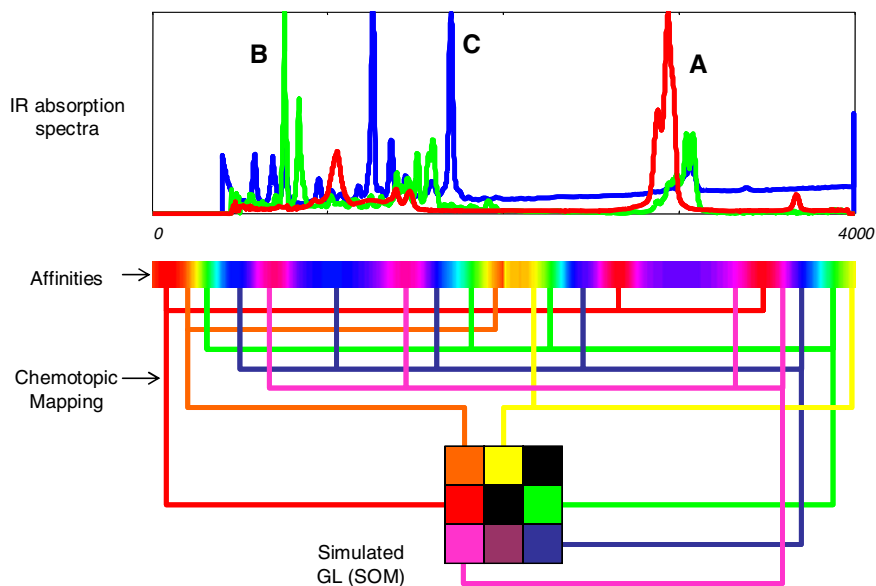 B
C
A
IR absorption
spectra
0
4000
Affinities
Chemotopic
Mapping
Simulated
GL (SOM)